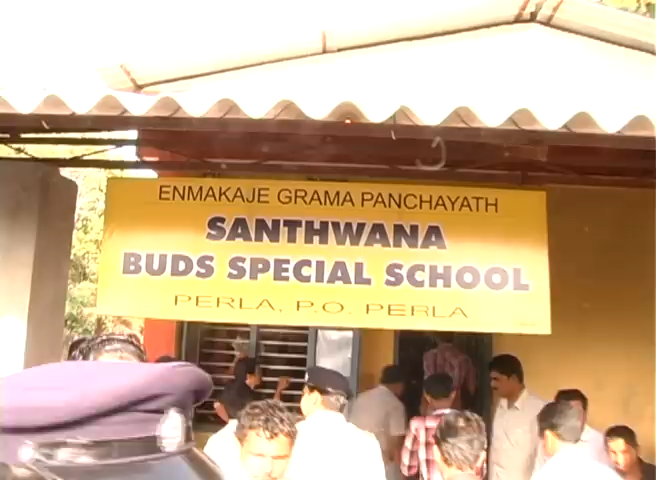 ENMAKAJE GRAMA PANCHAYATH
SANTHWANA
BUDS SPECIAL SCHOOL
PERLA, P.O. PERLA